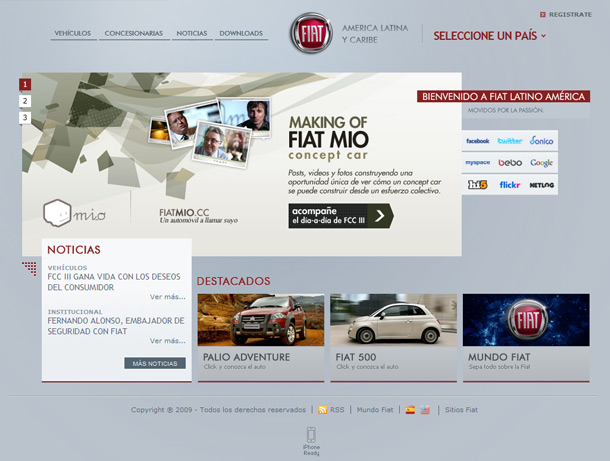 REGISTRATE
VEHÍCULOS
CONCESIONARIAS
NOTICIAS
DOWNLOADS
FIAT
AMERICA LATINA
Y CARIBE
SELECCIONE UN PAÍS
1
2
3
BIENVENIDO A FIAT LATINO AMÉRICA
MOVIDOS POR LA PASSIÓN.
facebook
twitter
sonico
myspace
bebo
Google
hi5
flickr
NETLOG
MAKING OF
FIAT MIO
concept car
Posts, videos y fotos construyendo una
oportunidad única de ver cómo un concept car
se puede construir desde un esfuerzo colectivo.
acompañe
el día-a-día de FCC III
mio
FIATMIO.CC
Un automóvil a llamar suyo
NOTICIAS
VEHÍCULOS
FCC III GANA VIDA CON LOS DESEOS
DEL CONSUMIDOR
Ver más...
INSTITUCIONAL
FERNANDO ALONSO, EMBAJADOR DE
SEGURIDAD CON FIAT
Ver más...
MÁS NOTICIAS
DESTACADOS
PALIO ADVENTURE
Click y conozca el auto
FIAT 500
Click y conozca el auto
FIAT
MUNDO FIAT
Sepa todo sobre la Fiat
Copyright ® 2009 - Todos los derechos reservados
RSS
Mundo Fiat
Sitios Fiat
iPhone
Ready